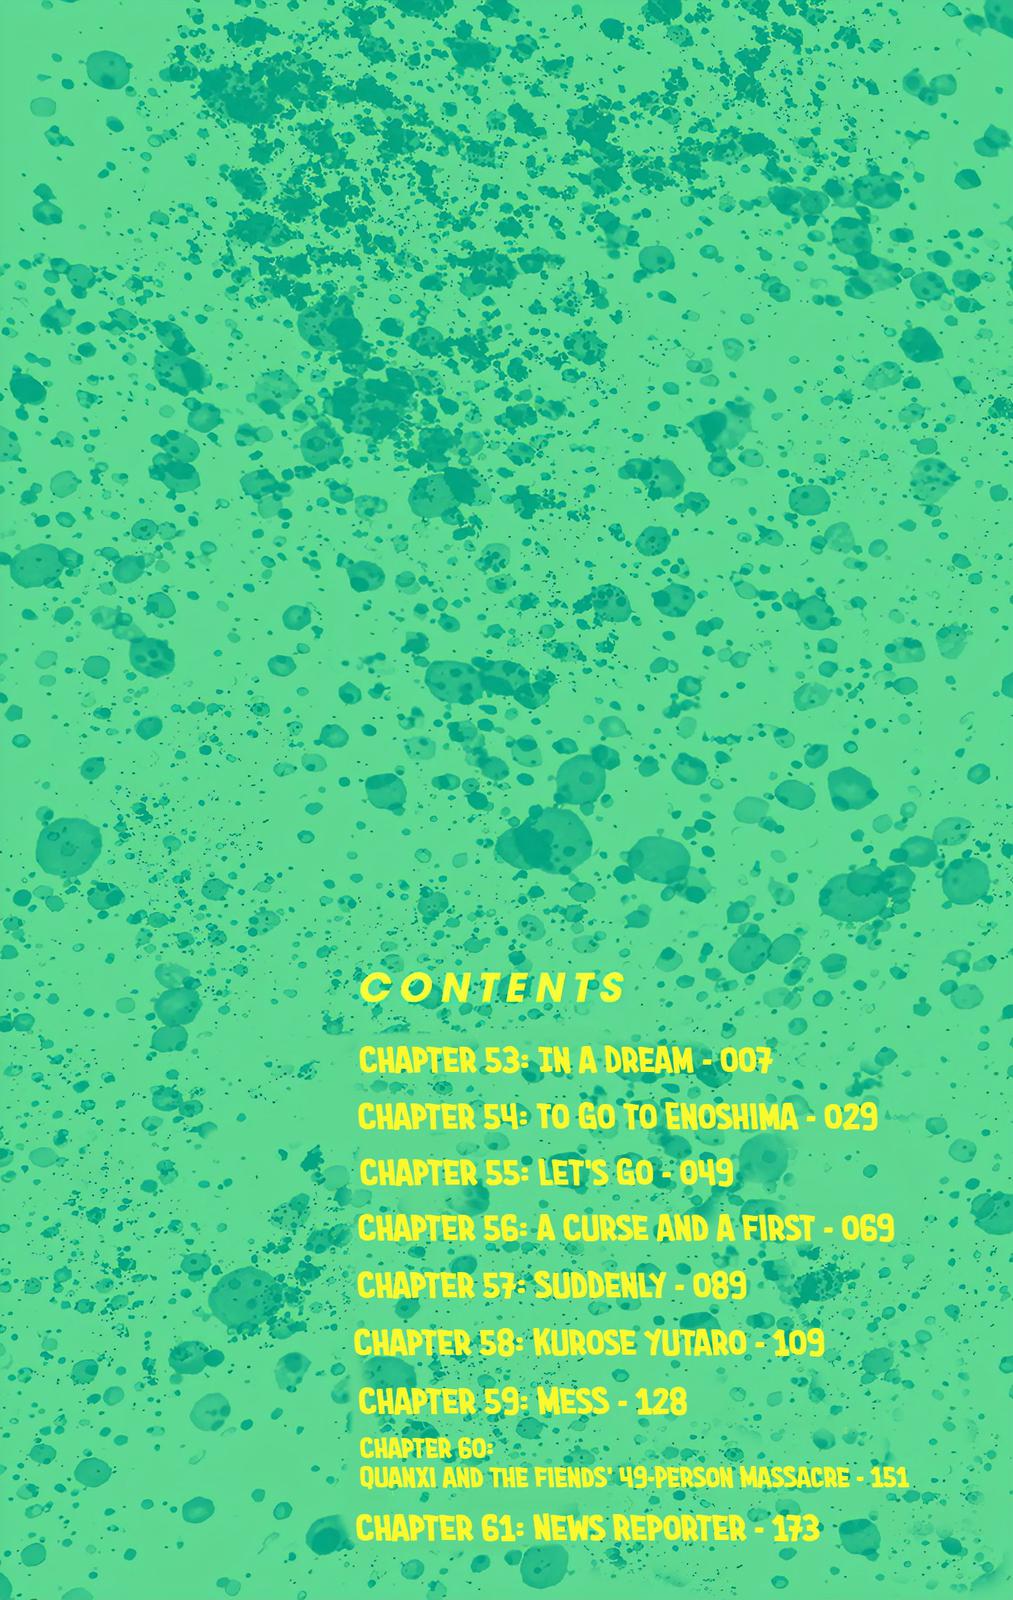 CONTENTS
CHAPTER 53: IN A DREAM - 007
CHAPTER 54: TO GO TO ENOSHIMA - 029
CHAPTER 55: LET'S GO - 049
CHAPTER 56: A CURSE AND A FIRST - 069
CHAPTER 57: SUDDENLY - 089
CHAPTER 58: KUROSE YUTARO - 109
CHAPTER 59: MESS - 128
CHAPTER 60:
QUANXI AND THE FIENDS' 49-PERSON MASSACRE - 151
CHAPTER 61: NEWS REPORTER - 173